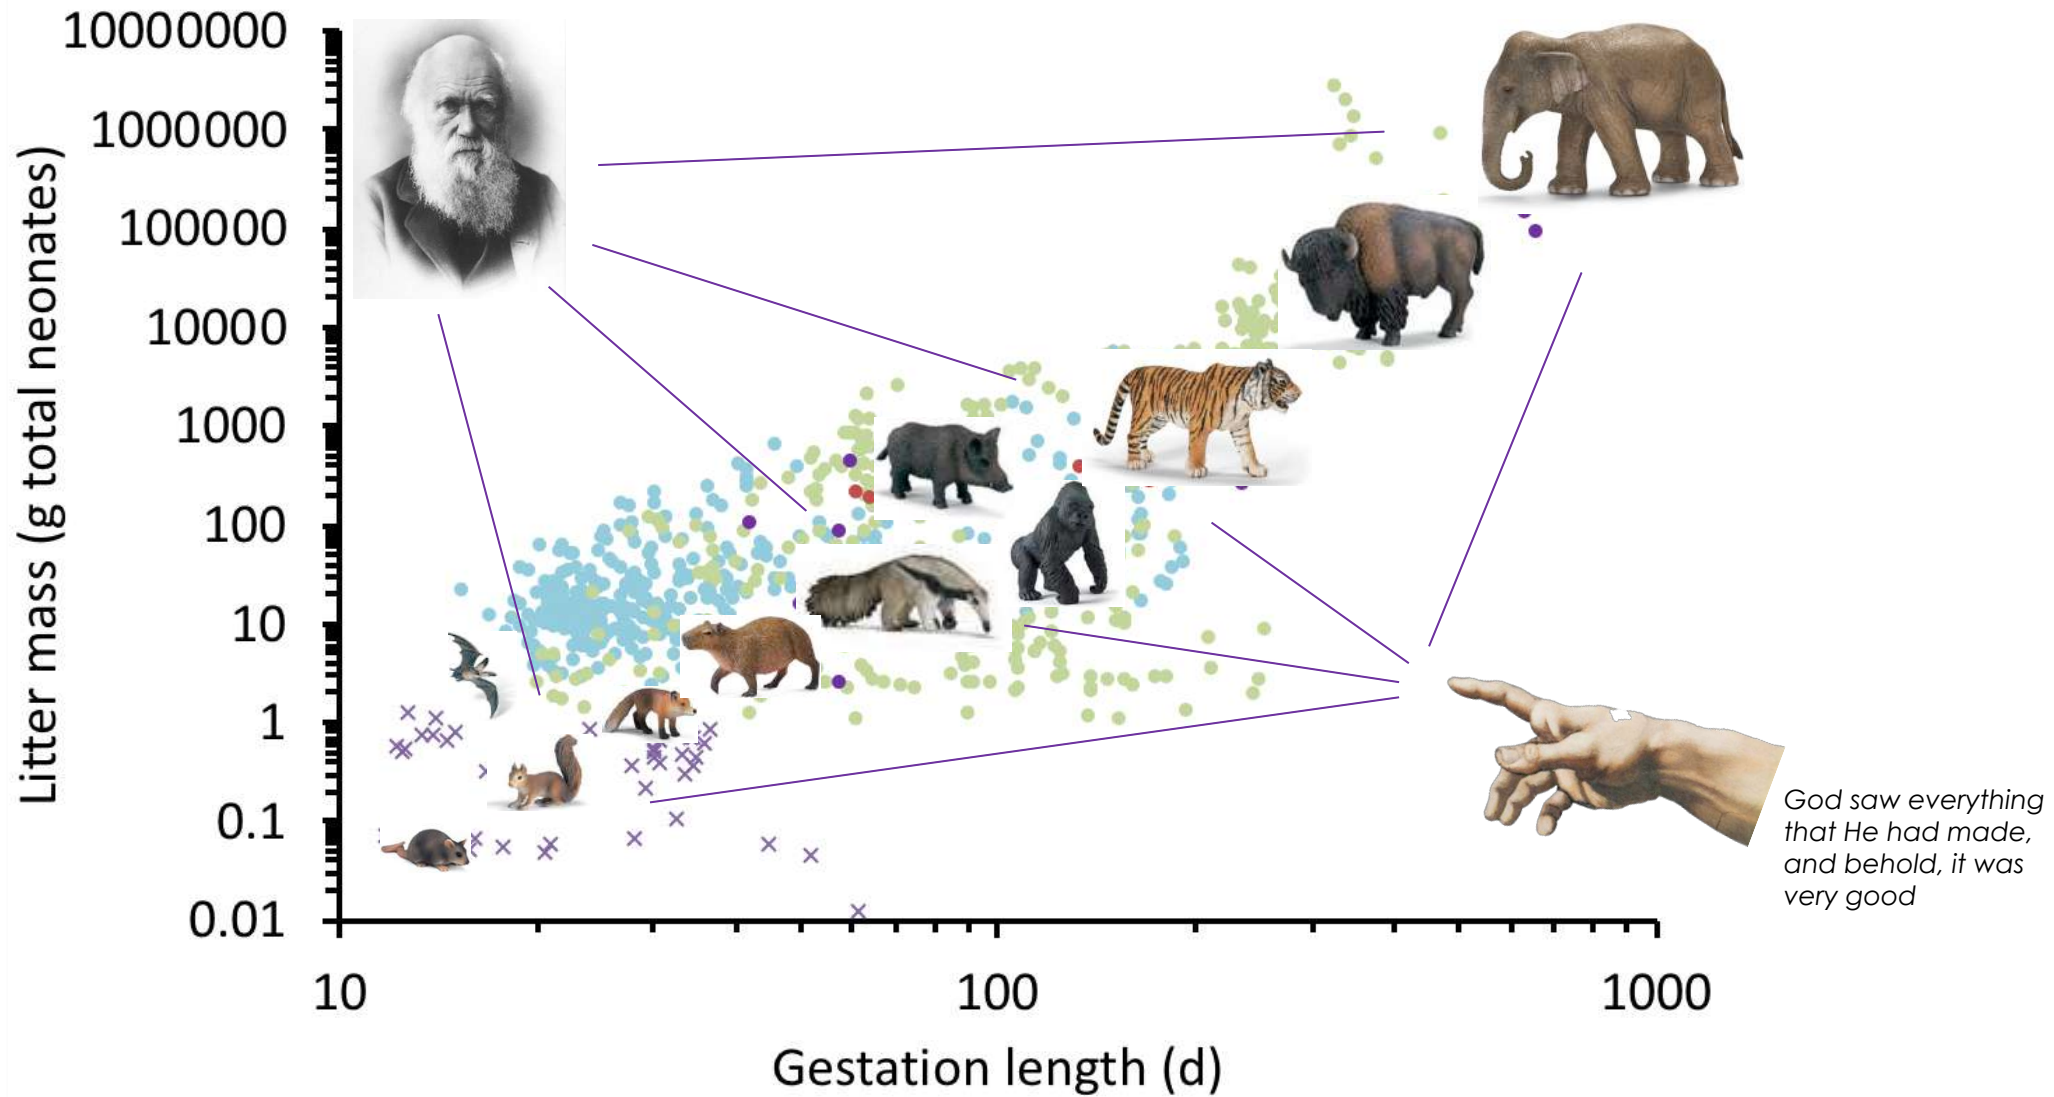 10000000
1000000
100000
10000
1000
100
10
1
0.1
0.01
Litter mass (g total neonates)
10
100
1000
Gestation length (d)
God saw everything
that He had made,
and behold, it was
very good